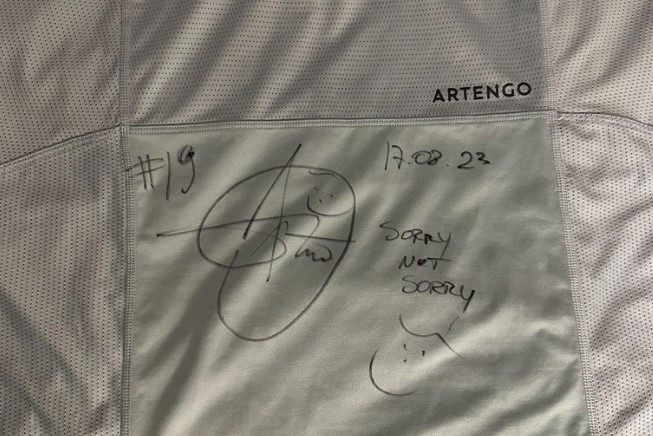 ARTENGO
#19
17.08.23
SORRY
NOT
SORRY